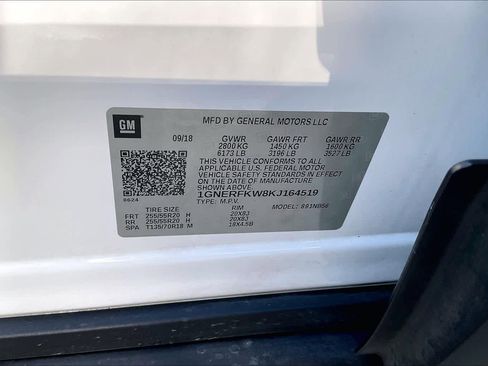 GM
MFD BY GENERAL MOTORS LLC
09/18 GVWR GAWR FRT GAWR RR
2800 KG 1450 KG 1600 KG
6173 LB 3196 LB 3527 LB
THIS VEHICLE CONFORMS TO ALL
APPLICABLE U.S. FEDERAL MOTOR
VEHICLE SAFETY STANDARDS IN
EFFECT ON THE DATE OF
MANUFACTURE SHOWN ABOVE.
1GNERFKW8KJ164519
TYPE: M.P.V. MODEL: 891NB56
0624
TIRE SIZE RIM
FRT 255/55R20 H 20X8J
RR 255/55R20 H 20X8J
SPA T135/70R18 M 18X4.5B